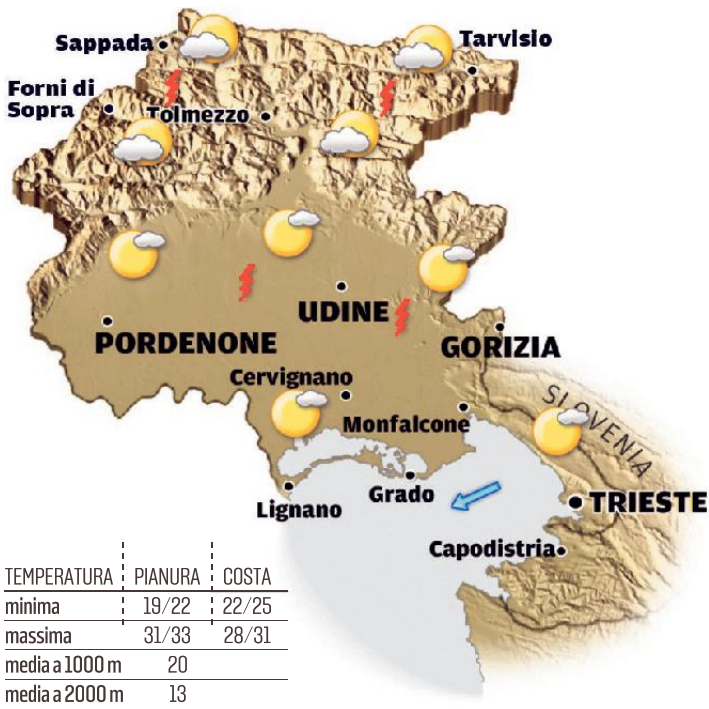 Sappada
Tarvisio
Forni di
Sopra
Tolmezzo
UDINE
PORDENONE
GORIZIA
Cervignano
SLOVENIA
Monfalcone
Lignano
Grado
TRIESTE
Capodistria
TEMPERATURA PIANURA COSTA
minima 19/22 22/25
massima 31/33 28/31
media a 1000 m 20
media a 2000 m 13